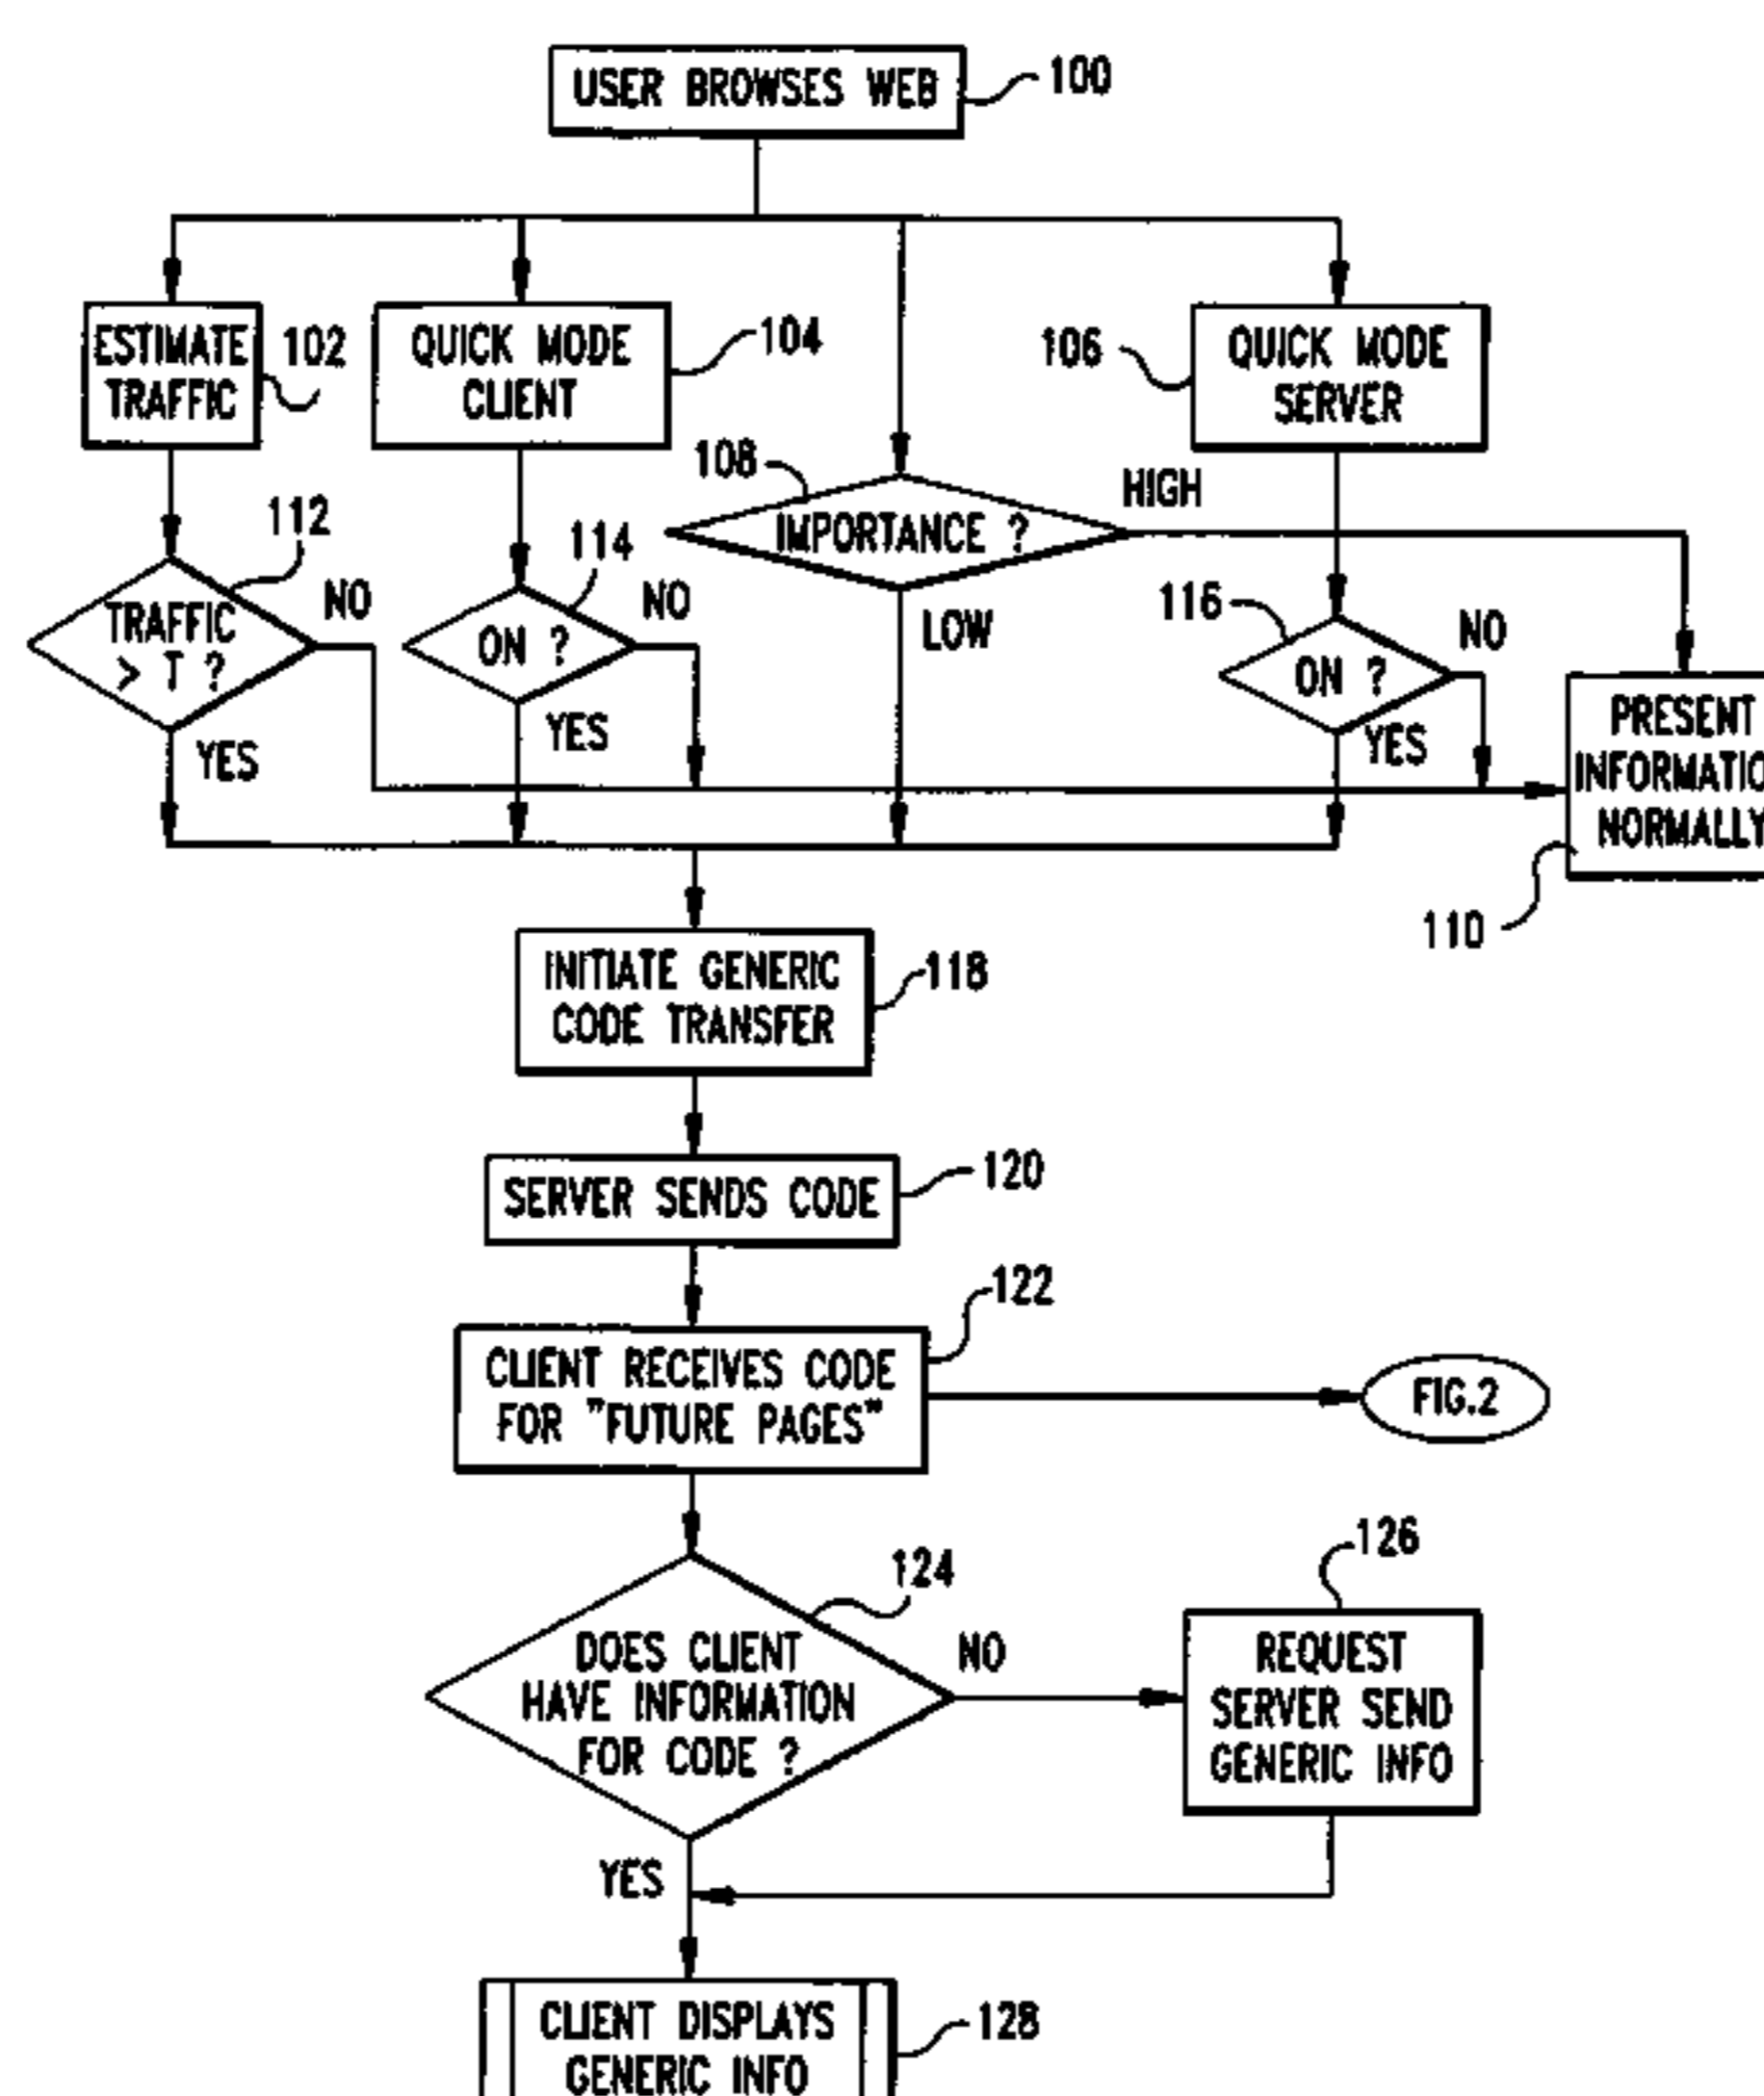 USER BROWSES WEB
100
ESTIMATE
TRAFFIC
102
QUICK MODE
CLIENT
104
106
QUICK MODE
SERVER
108
IMPORTANCE ?
HIGH
LOW
112
TRAFFIC
> T ?
NO
YES
114
ON ?
NO
YES
116
ON ?
NO
YES
PRESENT
INFORMATIO
NORMALLY
110
INITIATE GENERIC
CODE TRANSFER
118
SERVER SENDS CODE
120
122
CLIENT RECEIVES CODE
FOR "FUTURE PAGES"
FIG.2
124
DOES CLIENT
HAVE INFORMATION
FOR CODE ?
NO
YES
126
REQUEST
SERVER SEND
GENERIC INFO
CLIENT DISPLAYS
GENERIC INFO
128